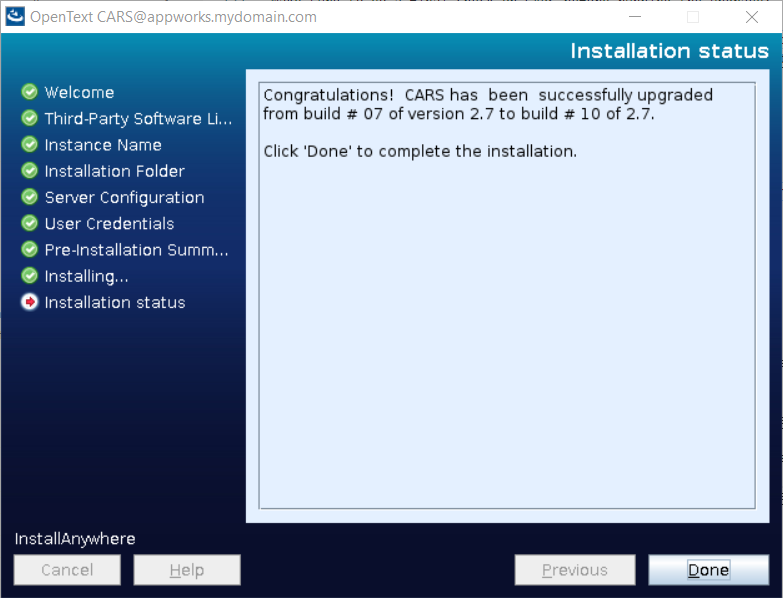 OpenText CARS@appworks.mydomain.com
Installation status
Welcome
Third-Party Software Li...
Instance Name
Installation Folder
Server Configuration
User Credentials
Pre-Installation Summ...
Installing...
Installation status
Congratulations!  CARS has  been  successfully upgraded
from build # 07 of version 2.7 to build # 10 of 2.7.
Click 'Done' to complete the installation.
InstallAnywhere
Cancel
Help
Previous
Done